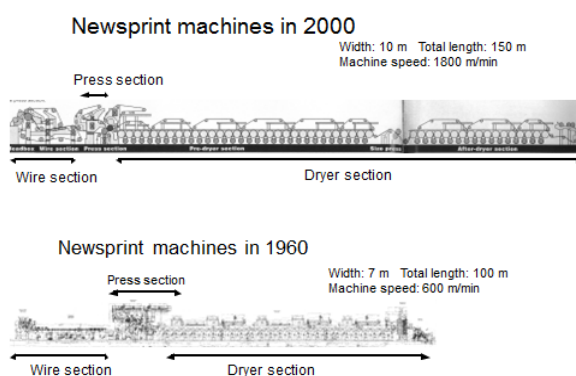 Newsprint machines in 2000
Width: 10 m Total length: 150 m
Machine speed: 1800 m/min
Press section
Headbox Wire section Press section Pre-dryer section Size press After-dryer section
Wire section Dryer section
Newsprint machines in 1960
Width: 7 m Total length: 100 m
Machine speed: 600 m/min
Press section
Wire section Dryer section